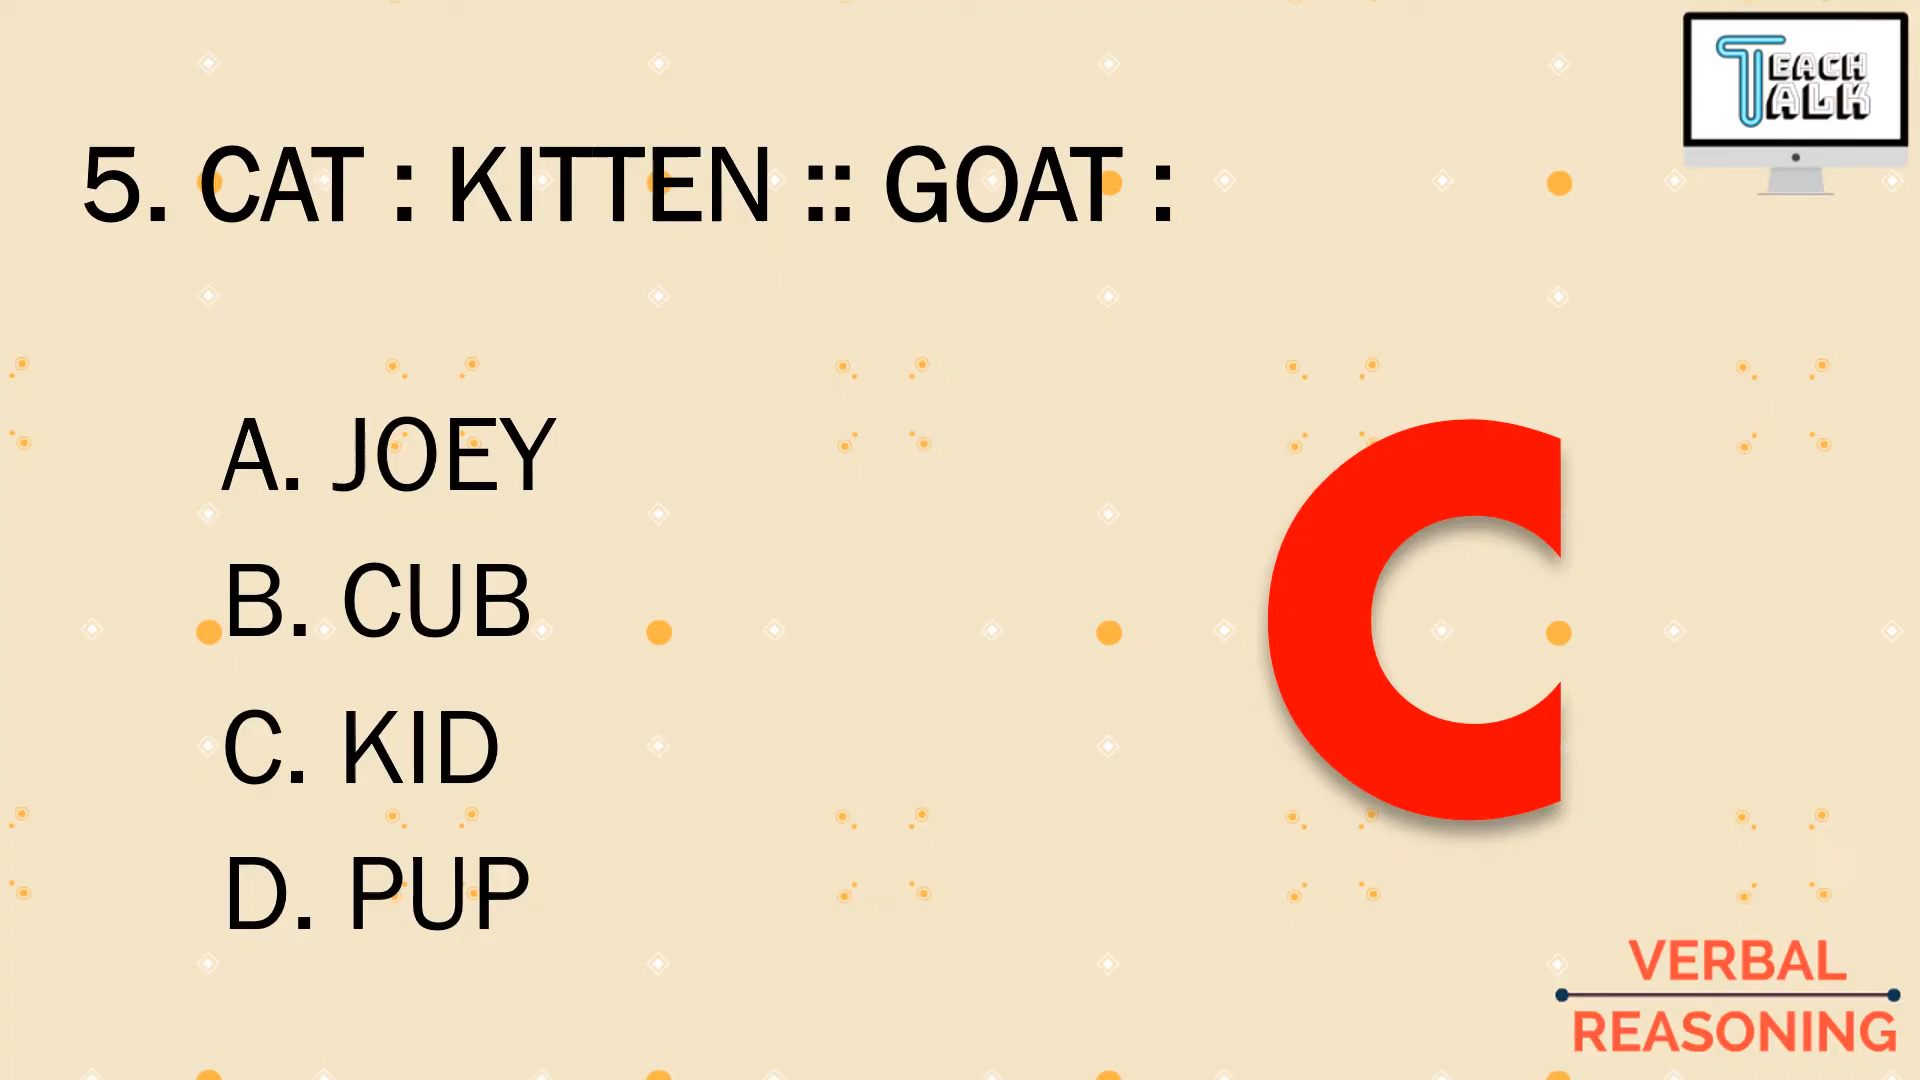 TEACH
TALK
5. CAT : KITTEN :: GOAT :
A. JOEY
B. CUB
C. KID
D. PUP
C
VERBAL
REASONING